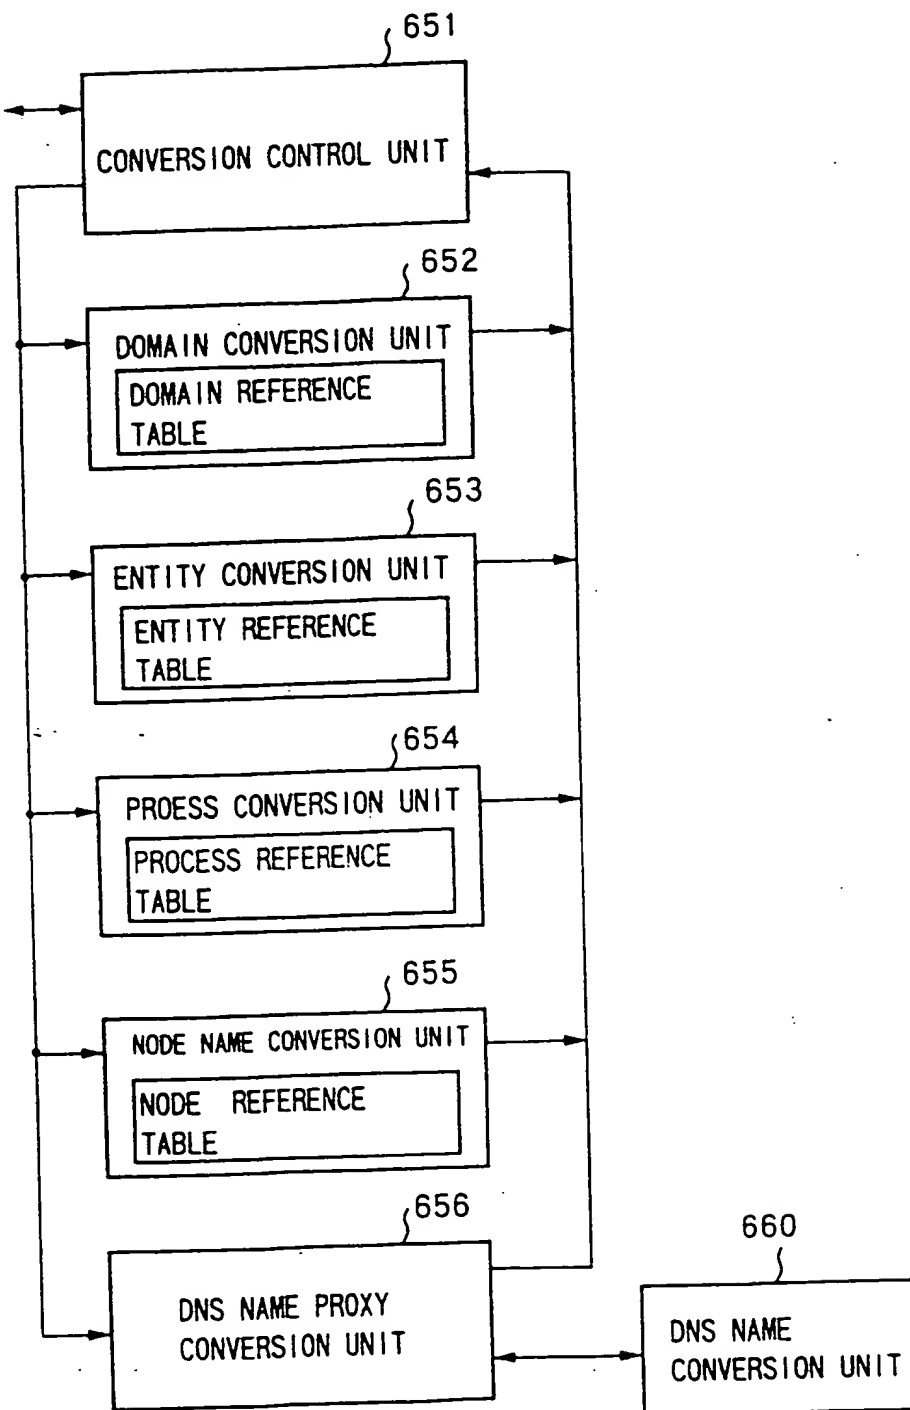 651
CONVERSION CONTROL UNIT
652
DOMAIN CONVERSION UNIT
DOMAIN REFERENCE
TABLE
653
ENTITY CONVERSION UNIT
ENTITY REFERENCE
TABLE
654
PROESS CONVERSION UNIT
PROCESS REFERENCE
TABLE
655
NODE NAME CONVERSION UNIT
NODE REFERENCE
TABLE
656
DNS NAME PROXY
CONVERSION UNIT
660
DNS NAME
CONVERSION UNIT